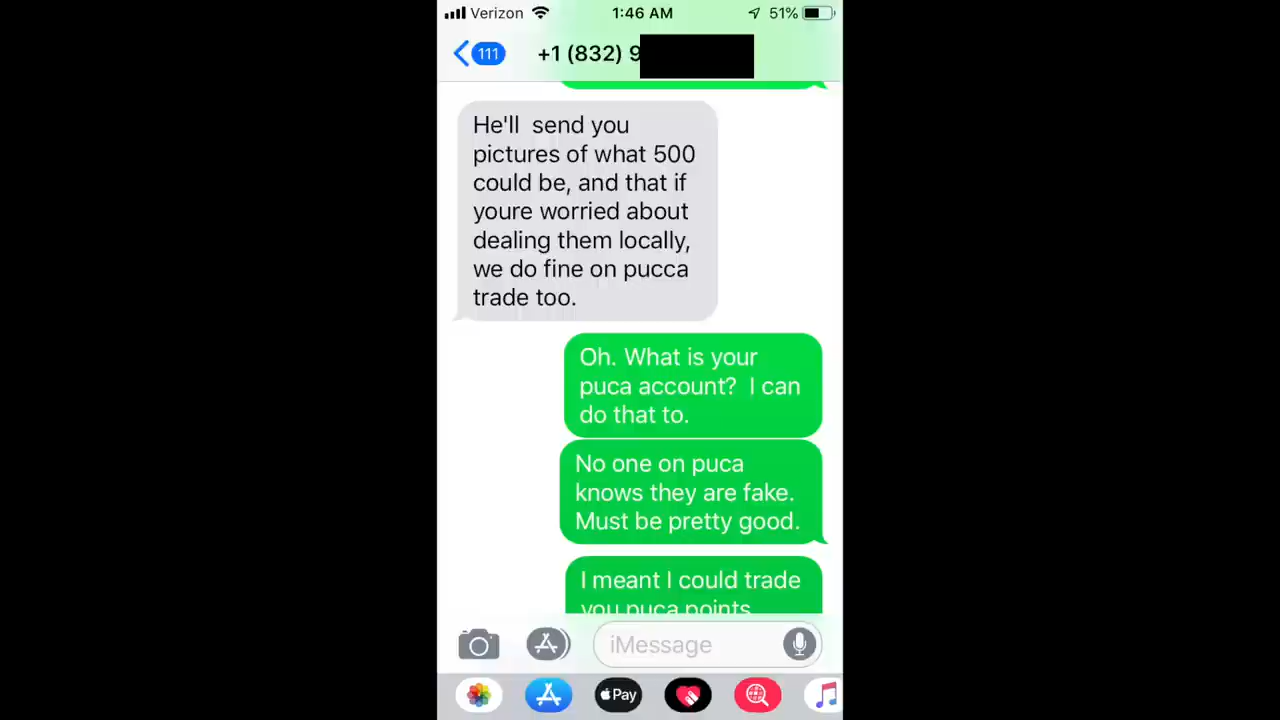 Verizon 1:46 AM 51%
111 +1 (832) 9
He'll send you
pictures of what 500
could be, and that if
youre worried about
dealing them locally,
we do fine on pucca
trade too.
Oh. What is your
puca account? I can
do that to.
No one on puca
knows they are fake.
Must be pretty good.
I meant I could trade
you puca points
iMessage
Pay